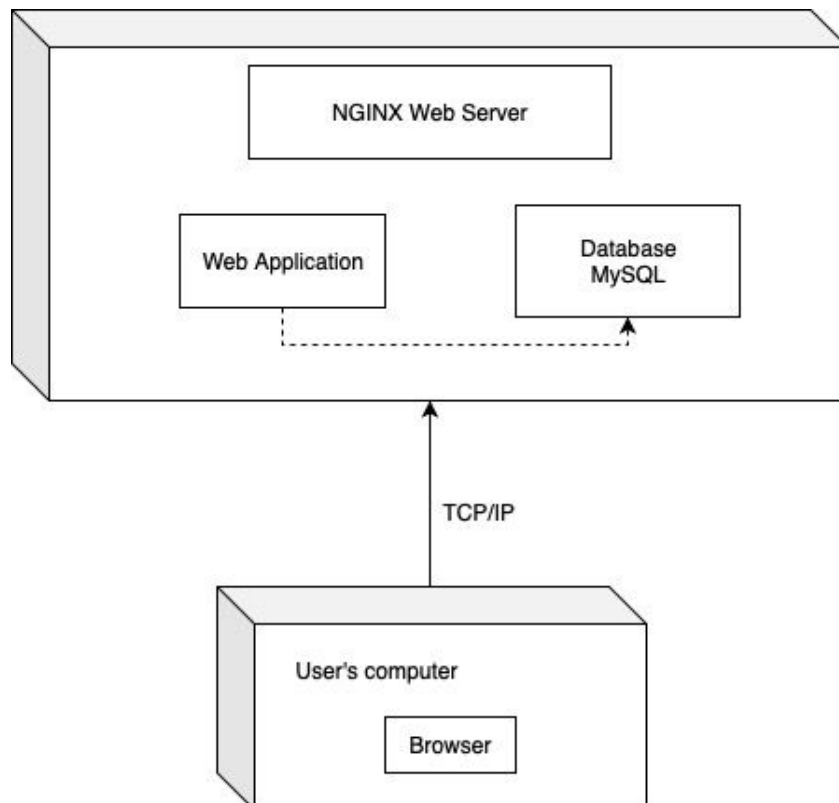 NGINX Web Server
Web Application
Database
MySQL
TCP/IP
User's computer
Browser